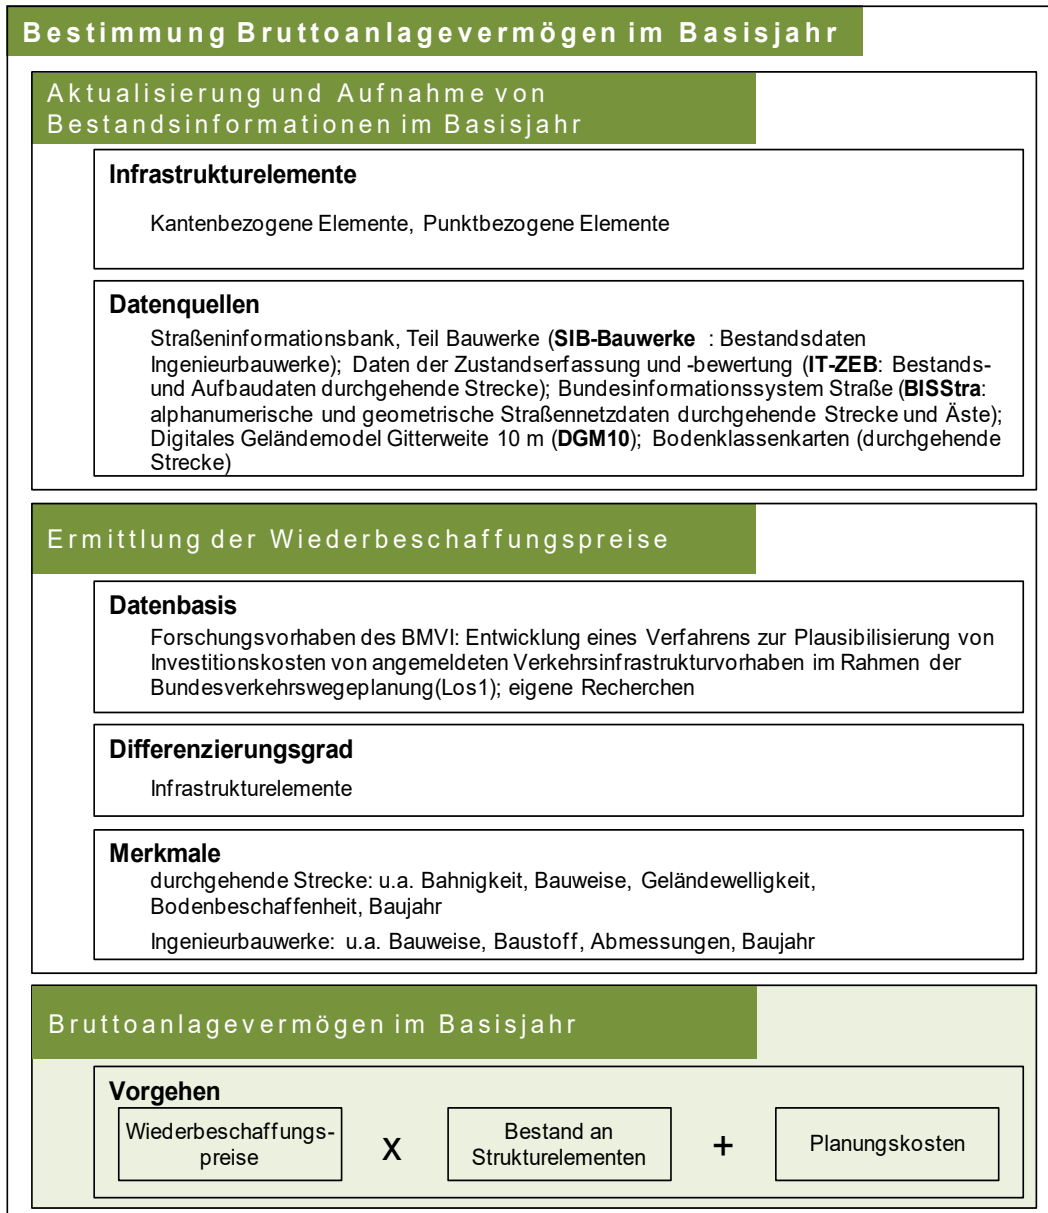 Bestimmung Bruttoanlagevermögen im Basisjahr
Aktualisierung und Aufnahme von
Bestandsinformationen im Basisjahr
Infrastrukturelemente
Kantenbezogene Elemente, Punktbezogene Elemente
Datenquellen
Straßeninformationsbank, Teil Bauwerke (SIB-Bauwerke : Bestandsdaten
Ingenieurbauwerke); Daten der Zustandserfassung und -bewertung (IT-ZEB: Bestands-
und Aufbaudaten durchgehende Strecke); Bundesinformationssystem Straße (BISStra:
alphanumerische und geometrische Straßennetzdaten durchgehende Strecke und Äste);
Digitales Geländemodel Gitterweite 10 m (DGM10); Bodenklassenkarten (durchgehende
Strecke)
Ermittlung der Wiederbeschaffungspreise
Datenbasis
Forschungsvorhaben des BMVI: Entwicklung eines Verfahrens zur Plausibilisierung von
Investitionskosten von angemeldeten Verkehrsinfrastrukturvorhaben im Rahmen der
Bundesverkehrswegeplanung(Los1); eigene Recherchen
Differenzierungsgrad
Infrastrukturelemente
Merkmale
durchgehende Strecke: u.a. Bahnigkeit, Bauweise, Geländewelligkeit,
Bodenbeschaffenheit, Baujahr
Ingenieurbauwerke: u.a. Bauweise, Baustoff, Abmessungen, Baujahr
Bruttoanlagevermögen im Basisjahr
Vorgehen
Wiederbeschaffungs-
preise
X
Bestand an
Strukturelementen
+
Planungskosten